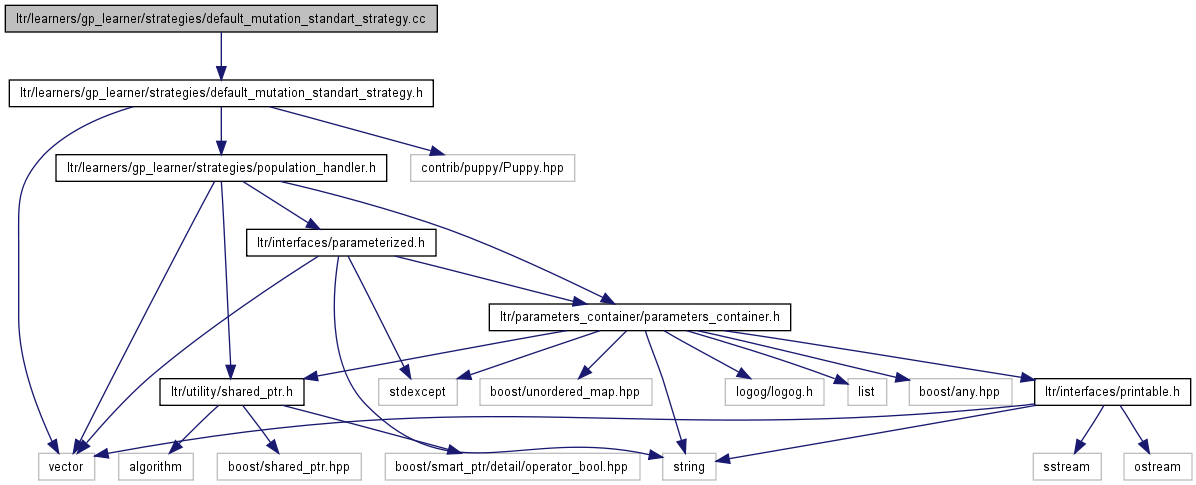 ltr/learners/gp_learner/strategies/default_mutation_standart_strategy.cc
ltr/learners/gp_learner/strategies/default_mutation_standart_strategy.h
ltr/learners/gp_learner/strategies/population_handler.h
contrib/puppy/Puppy.hpp
ltr/interfaces/parameterized.h
ltr/parameters_container/parameters_container.h
ltr/utility/shared_ptr.h
stdexcept
boost/unordered_map.hpp
logog/logog.h
list
boost/any.hpp
ltr/interfaces/printable.h
vector
algorithm
boost/shared_ptr.hpp
boost/smart_ptr/detail/operator_bool.hpp
string
sstream
ostream